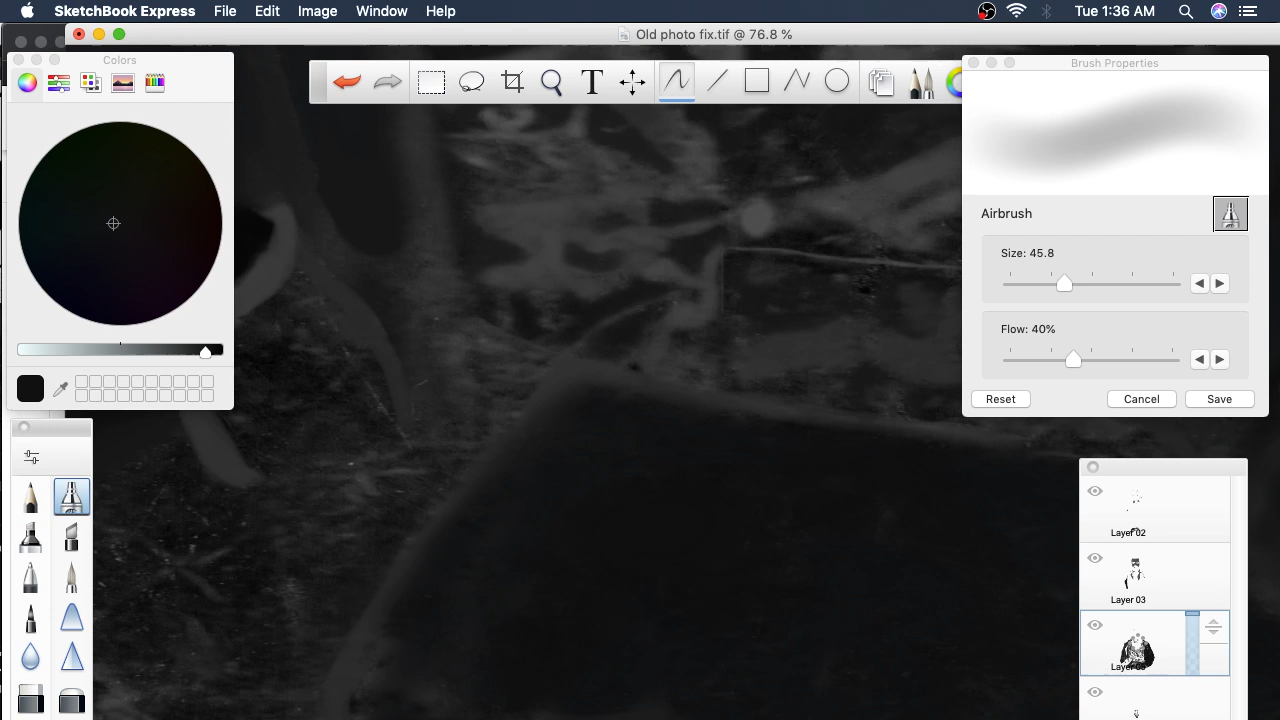 SketchBook Express File Edit Image Window Help Tue 1:36 AM
Old photo fix.tif @ 76.8 %
Colors
Brush Properties
T
Airbrush
Size: 45.8
Flow: 40%
Reset Cancel Save
Layer 02
Layer 03